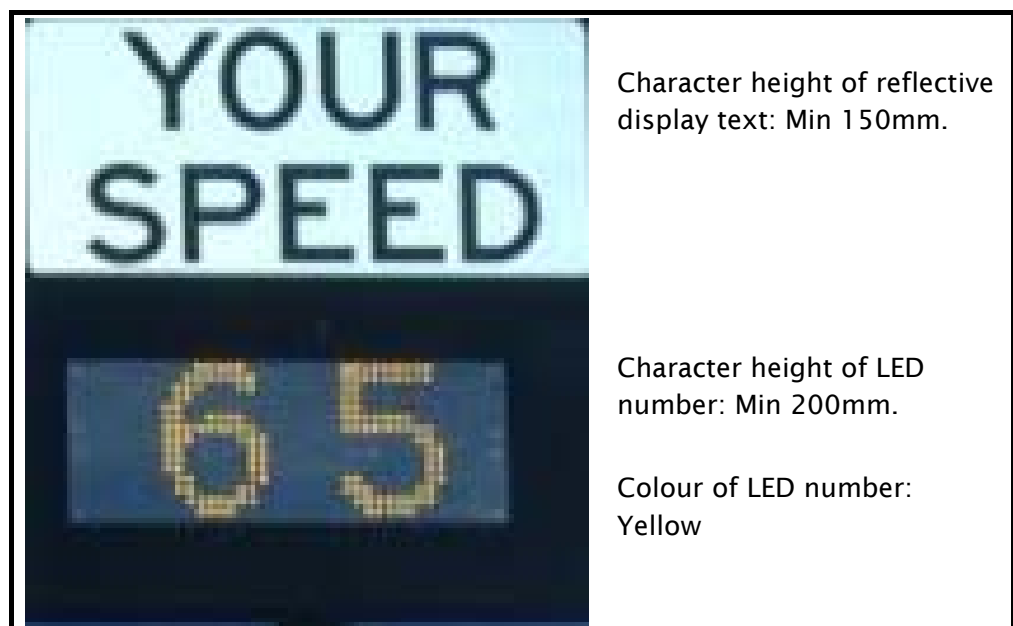 YOUR
SPEED
65
Character height of reflective
display text: Min 150mm.
Character height of LED
number: Min 200mm.
Colour of LED number:
Yellow